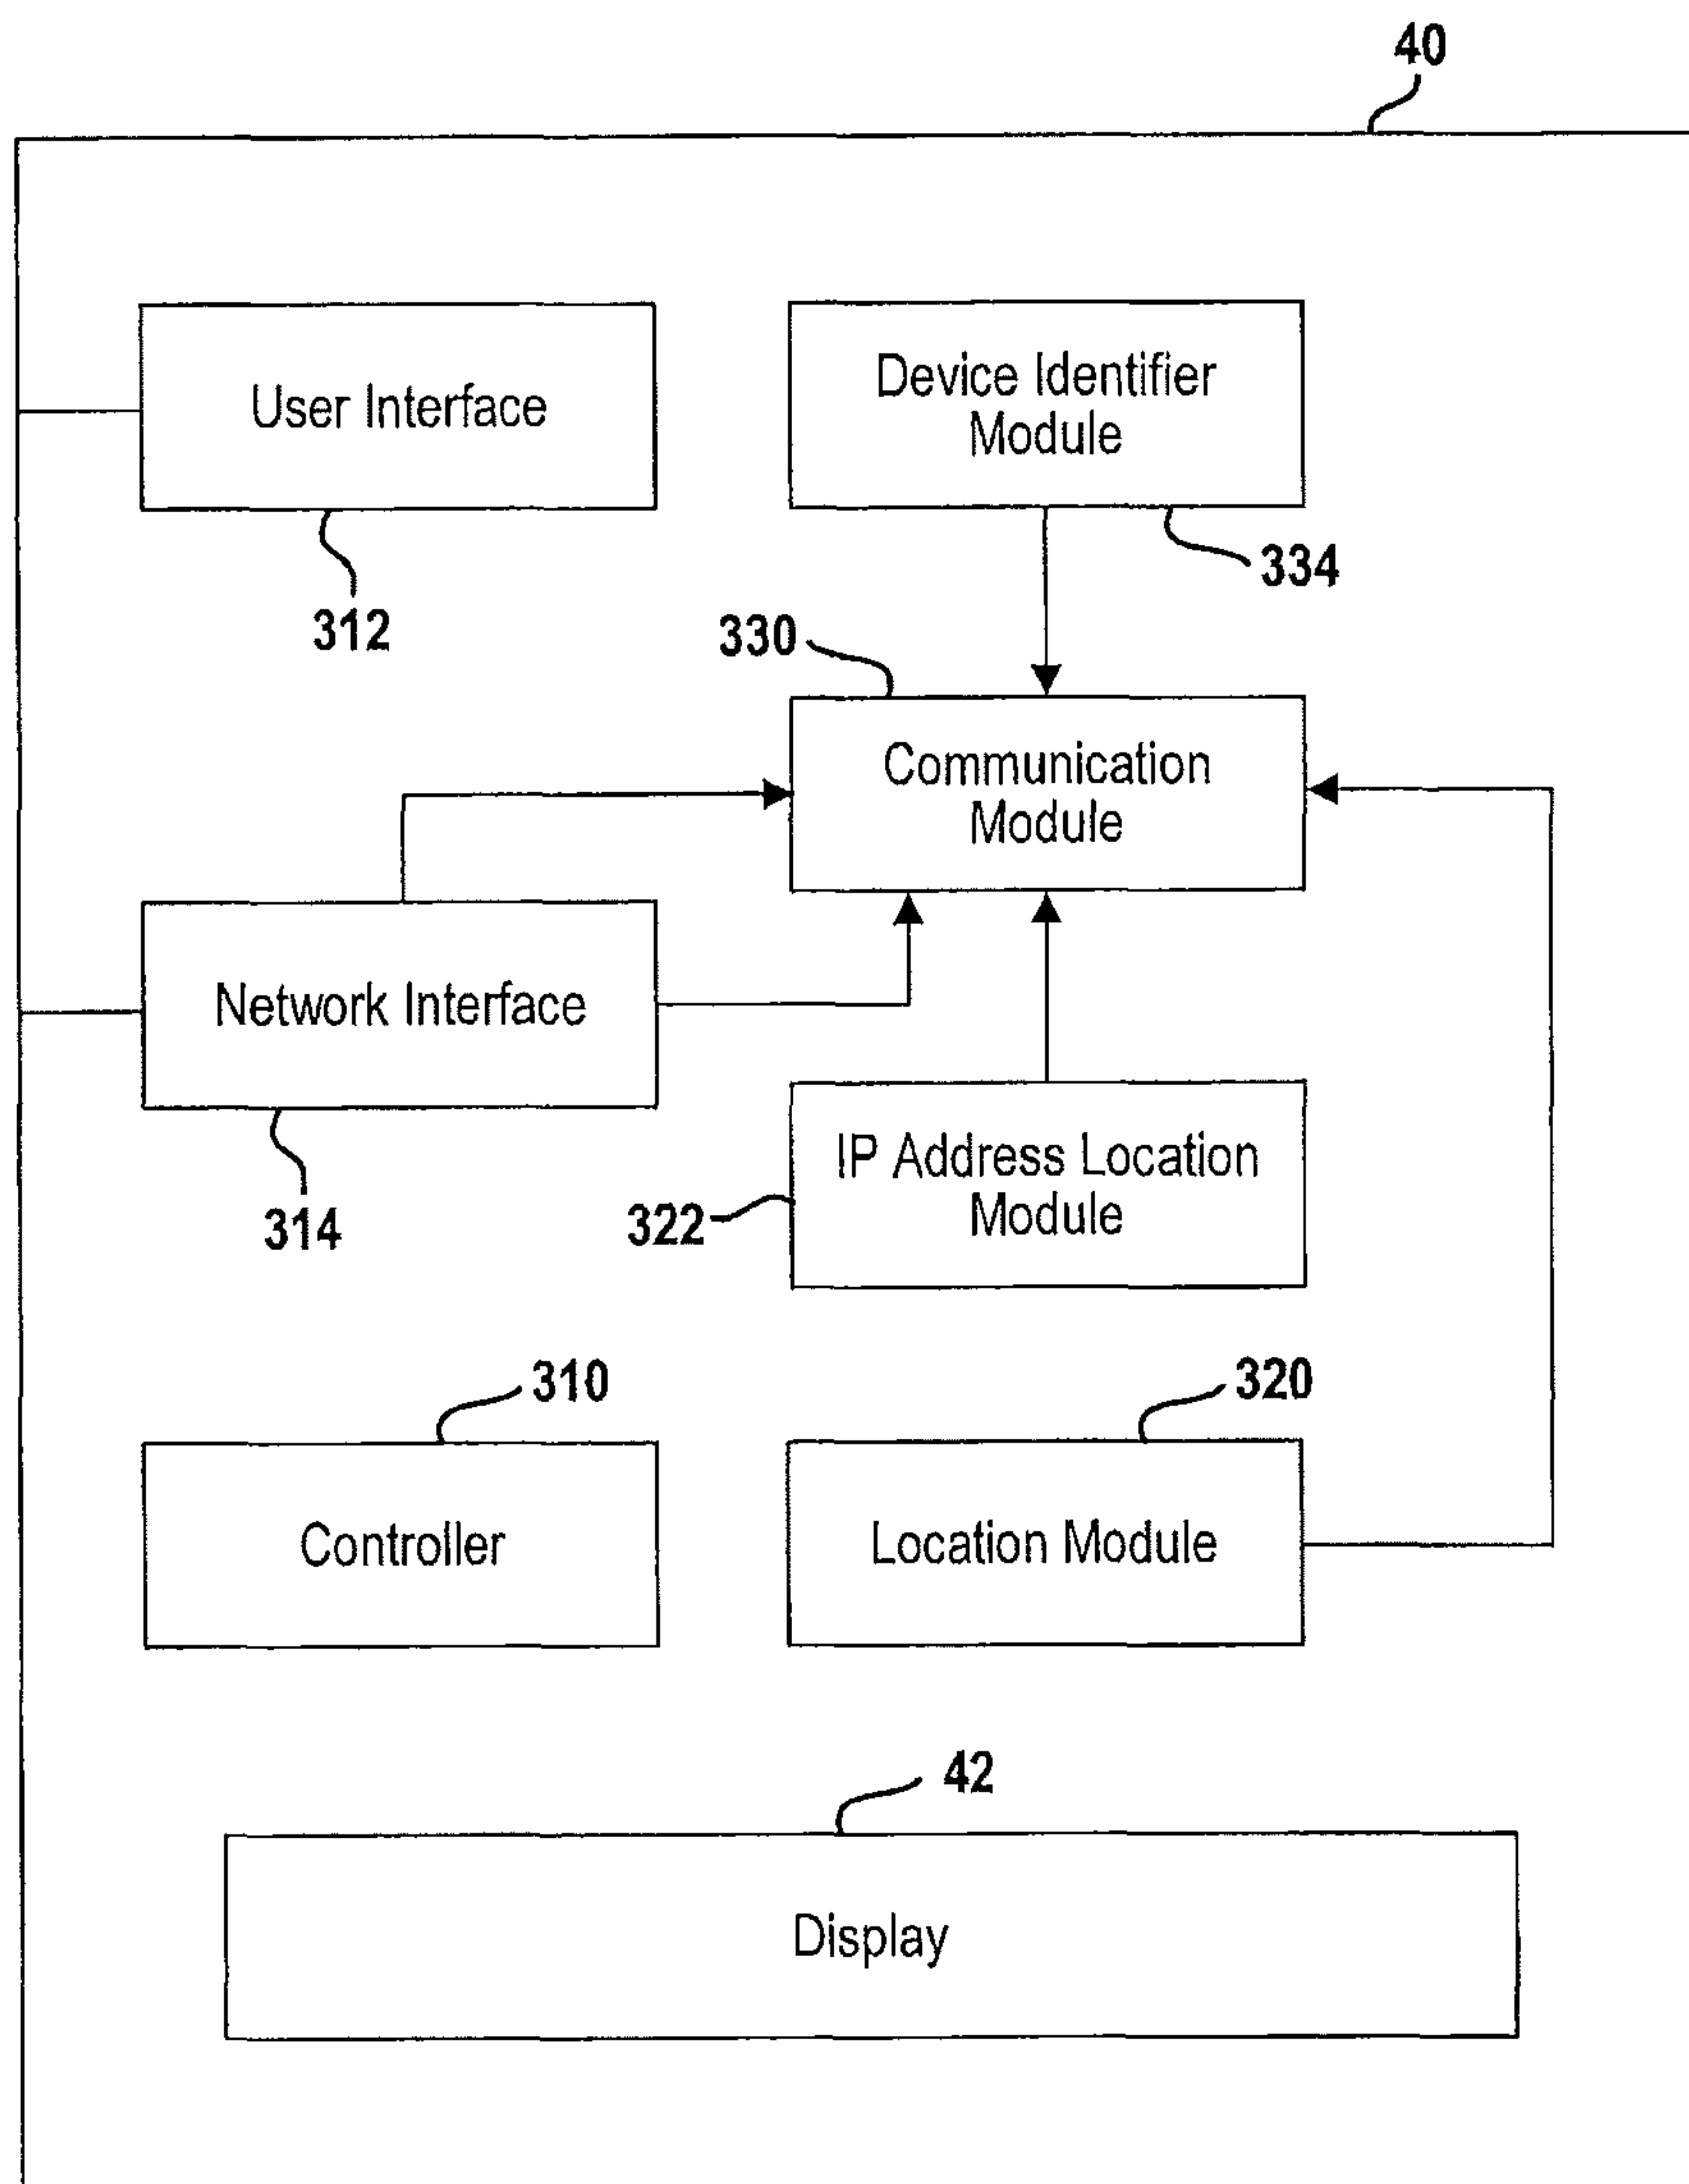 40
User Interface
312
Device Identifier
Module
334
330
Communication
Module
Network Interface
314
IP Address Location
Module
322
310
Controller
320
Location Module
42
Display